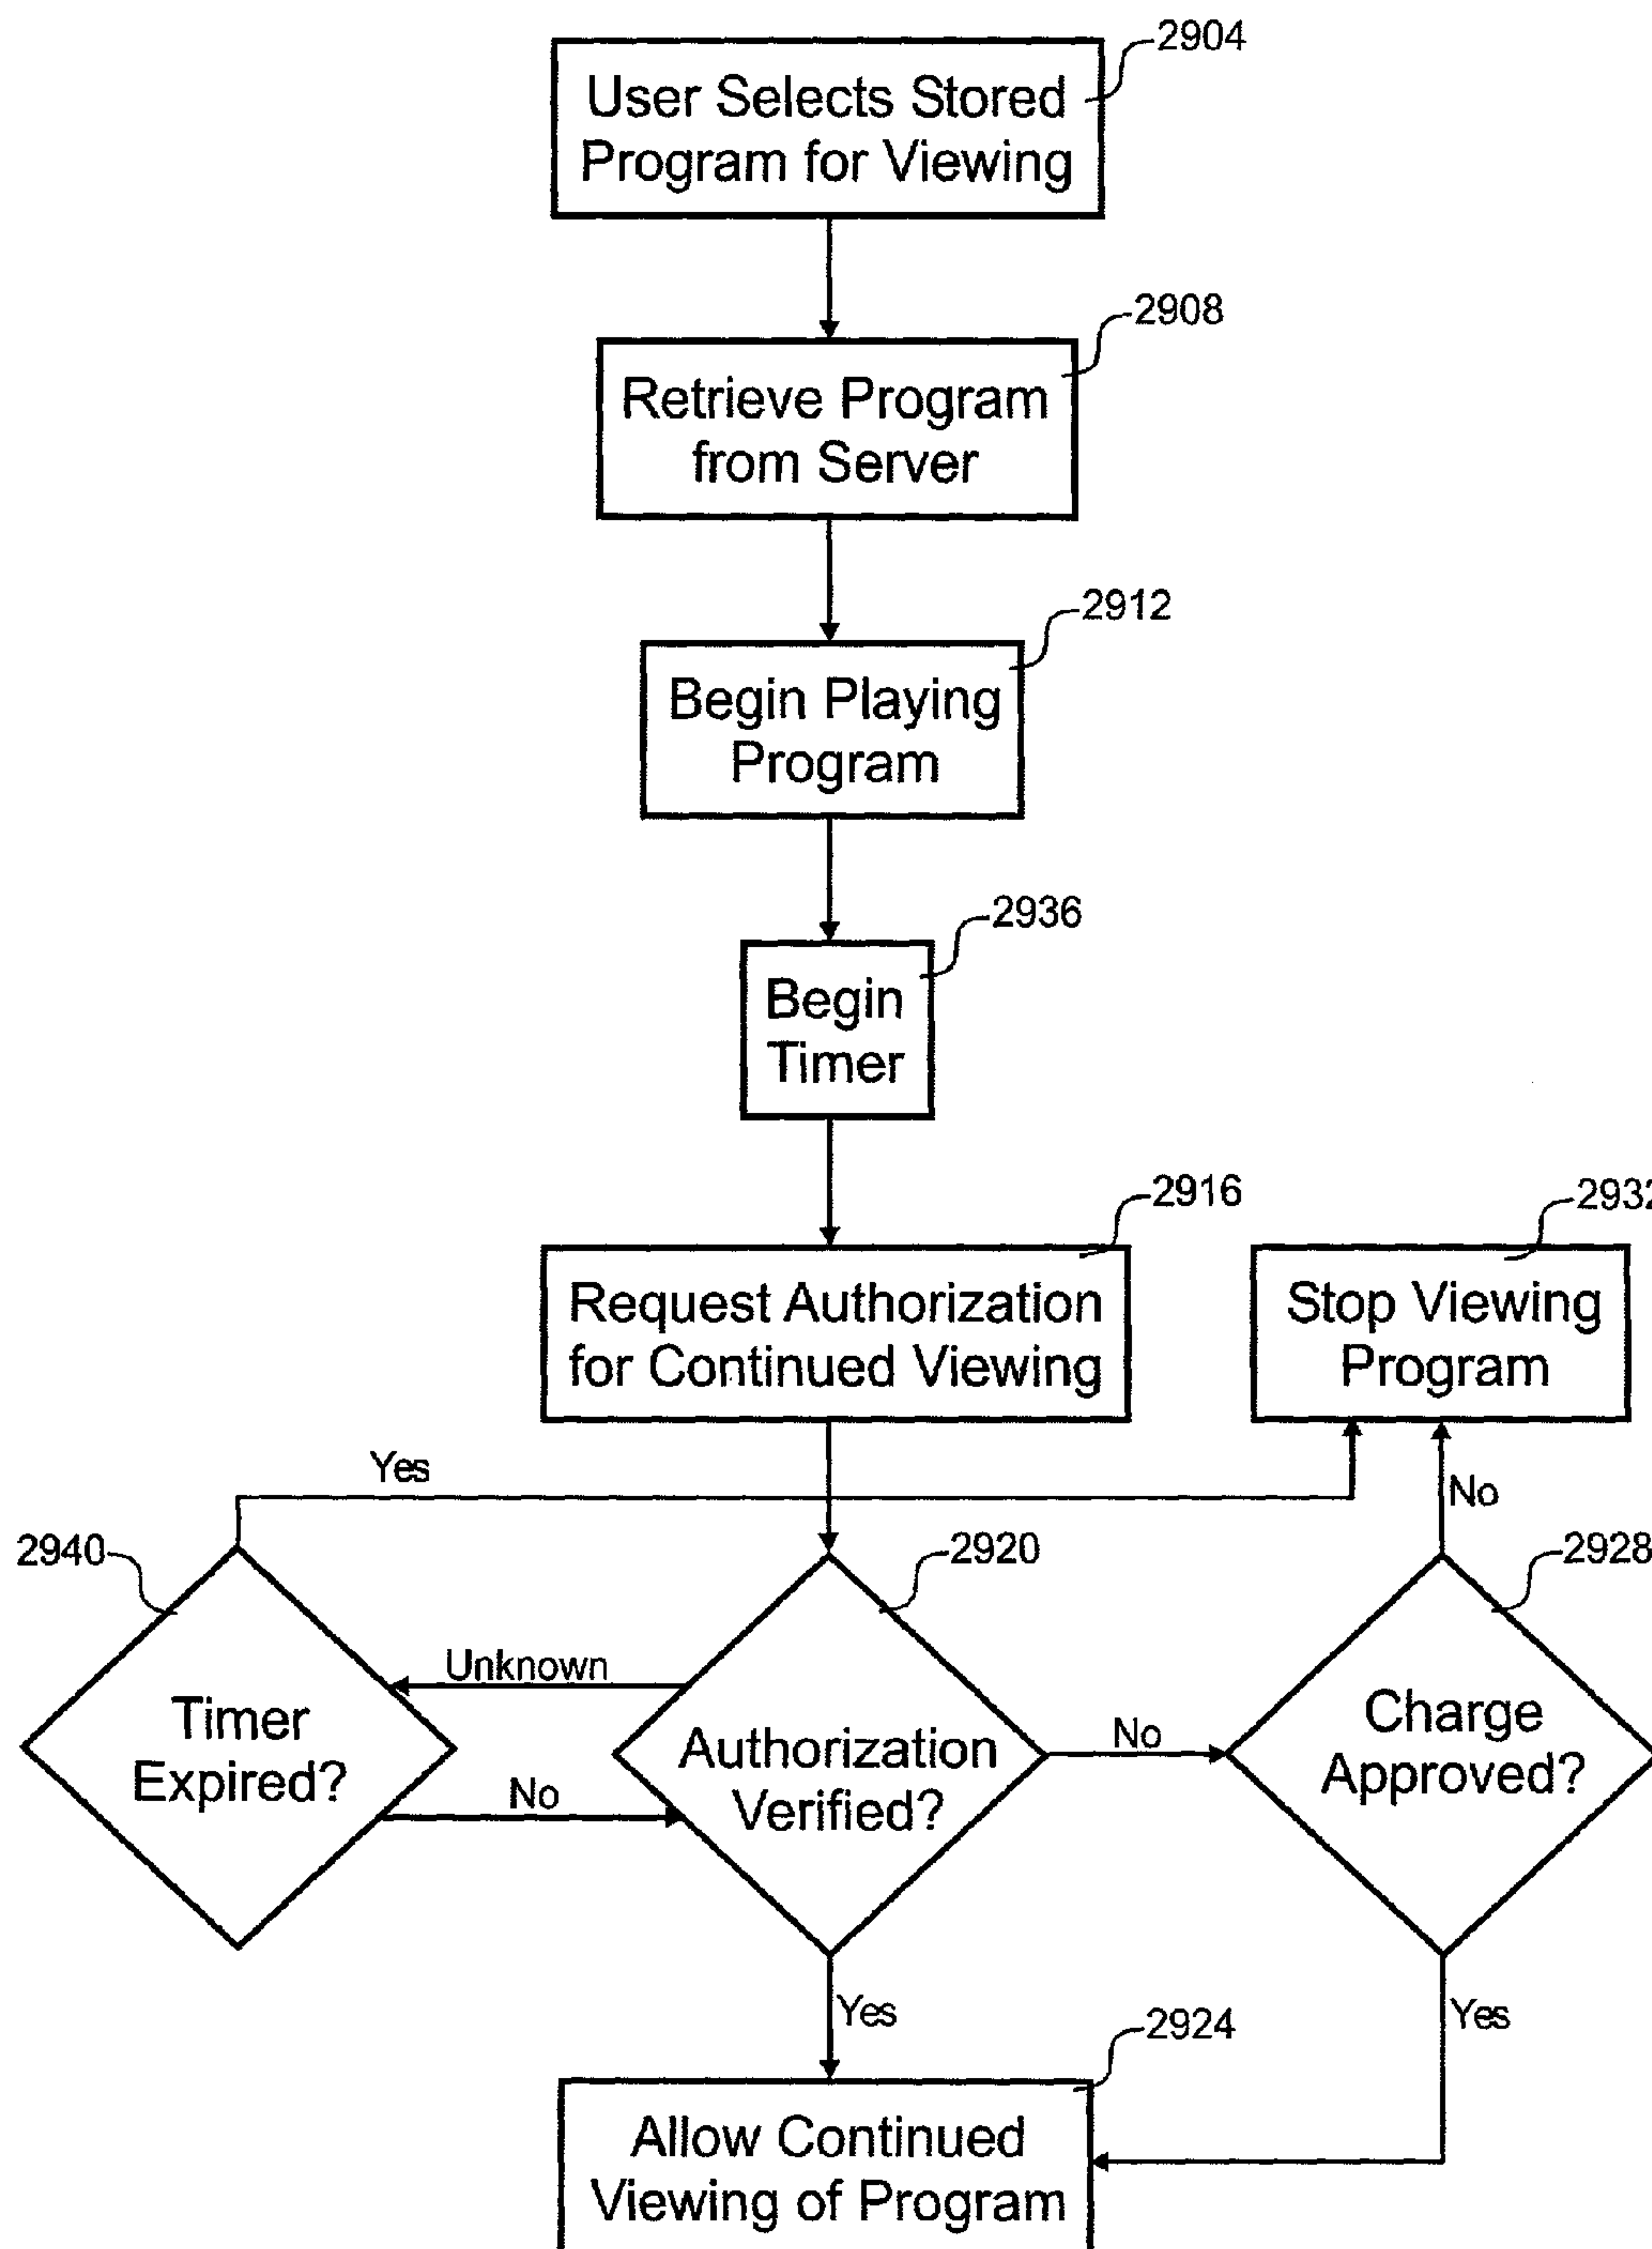 2904
User Selects Stored
Program for Viewing
2908
Retrieve Program
from Server
2912
Begin Playing
Program
2936
Begin
Timer
2916
Request Authorization
for Continued Viewing
2932
Stop Viewing
Program
Yes
No
2940
2920
2928
Unknown
Timer
Expired?
No
Authorization
Verified?
No
Charge
Approved?
Yes
Yes
2924
Allow Continued
Viewing of Program